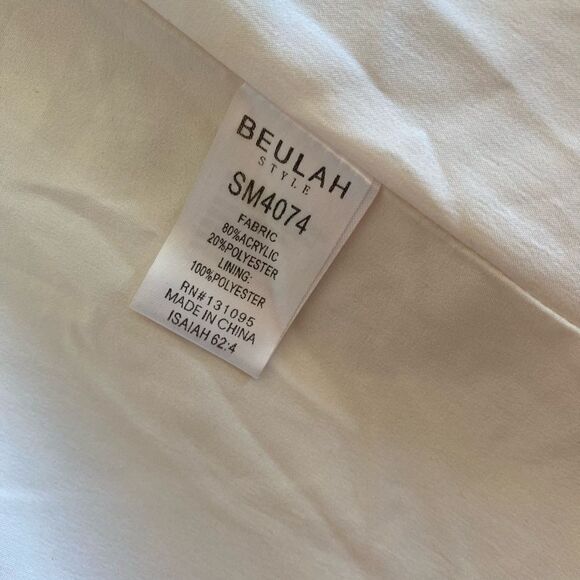 BEULAH
STYLE
SM4074
FABRIC
80%ACRYLIC
20%POLYESTER
LINING:
100%POLYESTER
RN#131095
MADE IN CHINA
ISAIAH 62:4